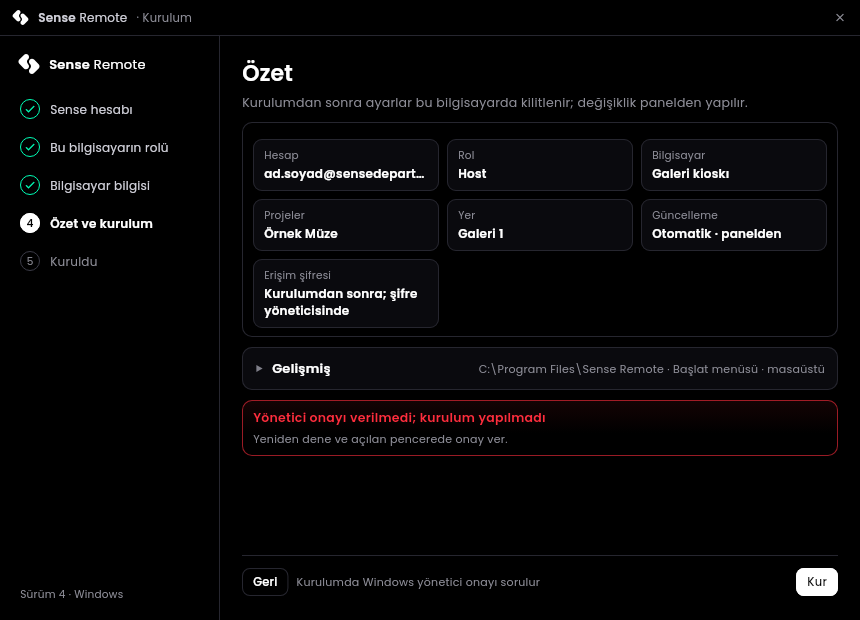 Sense Remote · Kurulum
Sense Remote
Sense hesabı
Bu bilgisayarın rolü
Bilgisayar bilgisi
4 Özet ve kurulum
5 Kuruldu
Sürüm 4 · Windows
Özet
Kurulumdan sonra ayarlar bu bilgisayarda kilitlenir; değişiklik panelden yapılır.
Hesap
ad.soyad@sensedepart...
Rol
Host
Bilgisayar
Galeri kioskı
Projeler
Örnek Müze
Yer
Galeri 1
Güncelleme
Otomatik · panelden
Erişim şifresi
Kurulumdan sonra; şifre
yöneticisinde
Gelişmiş
C:\Program Files\Sense Remote · Başlat menüsü · masaüstü
Yönetici onayı verilmedi; kurulum yapılmadı
Yeniden dene ve açılan pencerede onay ver.
Geri
Kurulumda Windows yönetici onayı sorulur
Kur